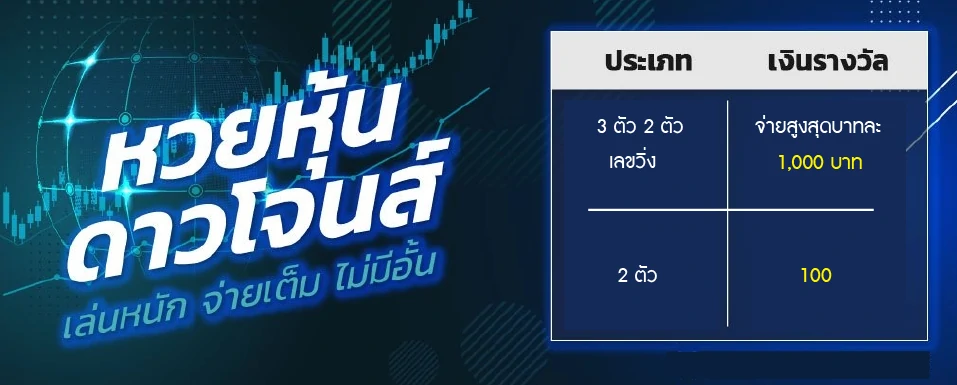 หวยหุ้น
ดาวโจนส์
เล่นหนัก จ่ายเต็ม ไม่มีอั้น
ประเภท เงินรางวัล
3 ตัว 2 ตัว จ่ายสูงสุดบาทละ
เลขวิ่ง 1,000 บาท
2 ตัว 100